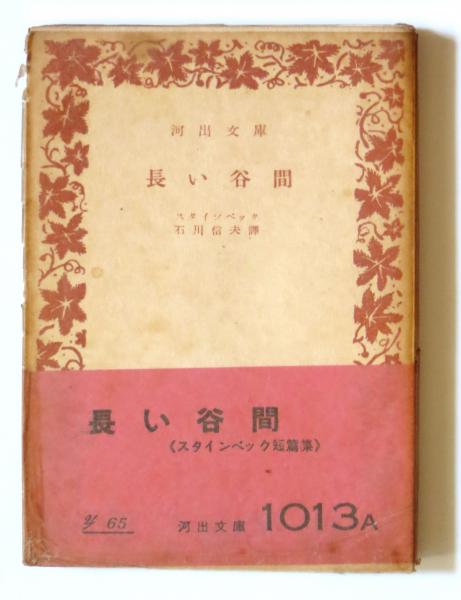 河出文庫
長い谷間
スタインベック
石川信夫譯
長い谷間
《スタインベック短篇集》
河出文庫 1013A